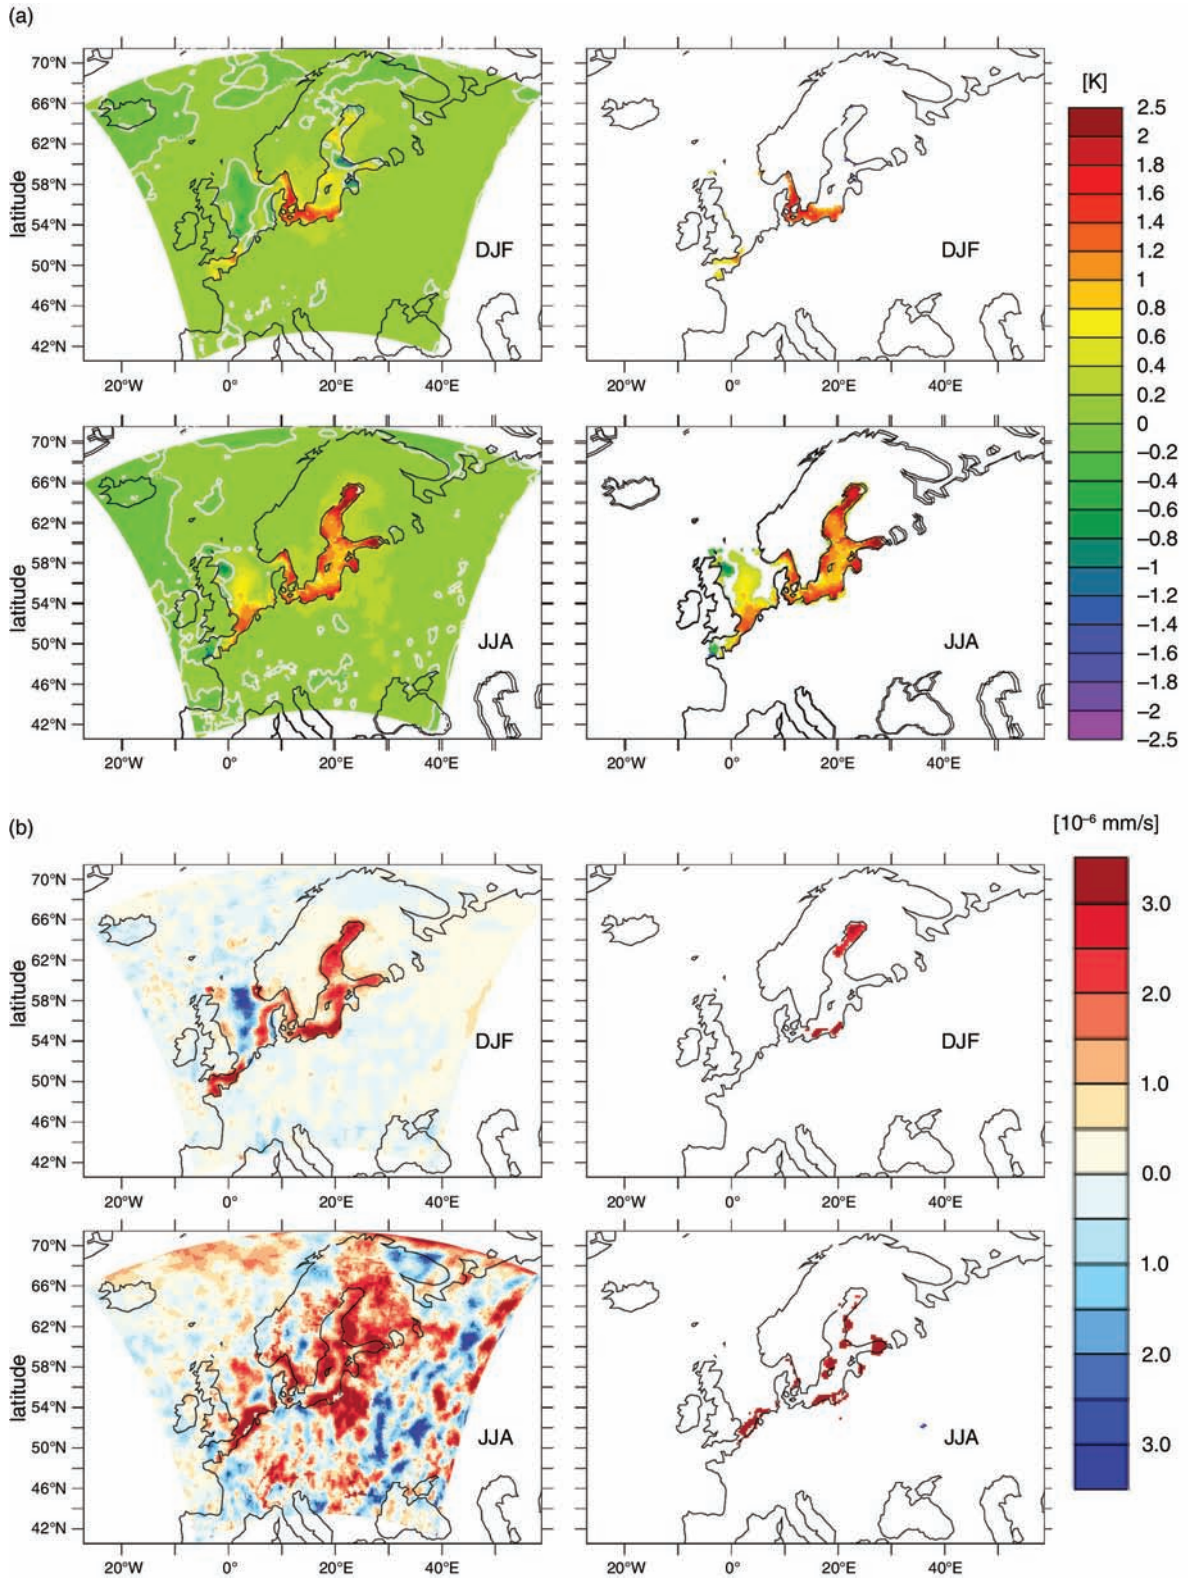 (a)
70°N
66°N
62°N
58°N
54°N
50°N
46°N
42°N
latitude
DJF
20°W 0° 20°E 40°E
DJF
20°W 0° 20°E 40°E
[K]
2.5
2
1.8
1.6
1.4
1.2
1
0.8
0.6
0.4
0.2
0
−0.2
−0.4
−0.6
−0.8
−1
−1.2
−1.4
−1.6
−1.8
−2
−2.5
70°N
66°N
62°N
58°N
54°N
50°N
46°N
42°N
latitude
JJA
20°W 0° 20°E 40°E
JJA
20°W 0° 20°E 40°E
(b)
[10⁻⁶ mm/s]
70°N
66°N
62°N
58°N
54°N
50°N
46°N
42°N
latitude
DJF
20°W 0° 20°E 40°E
DJF
20°W 0° 20°E 40°E
3.0
2.0
1.0
0.0
1.0
2.0
3.0
70°N
66°N
62°N
58°N
54°N
50°N
46°N
42°N
latitude
JJA
20°W 0° 20°E 40°E
JJA
20°W 0° 20°E 40°E